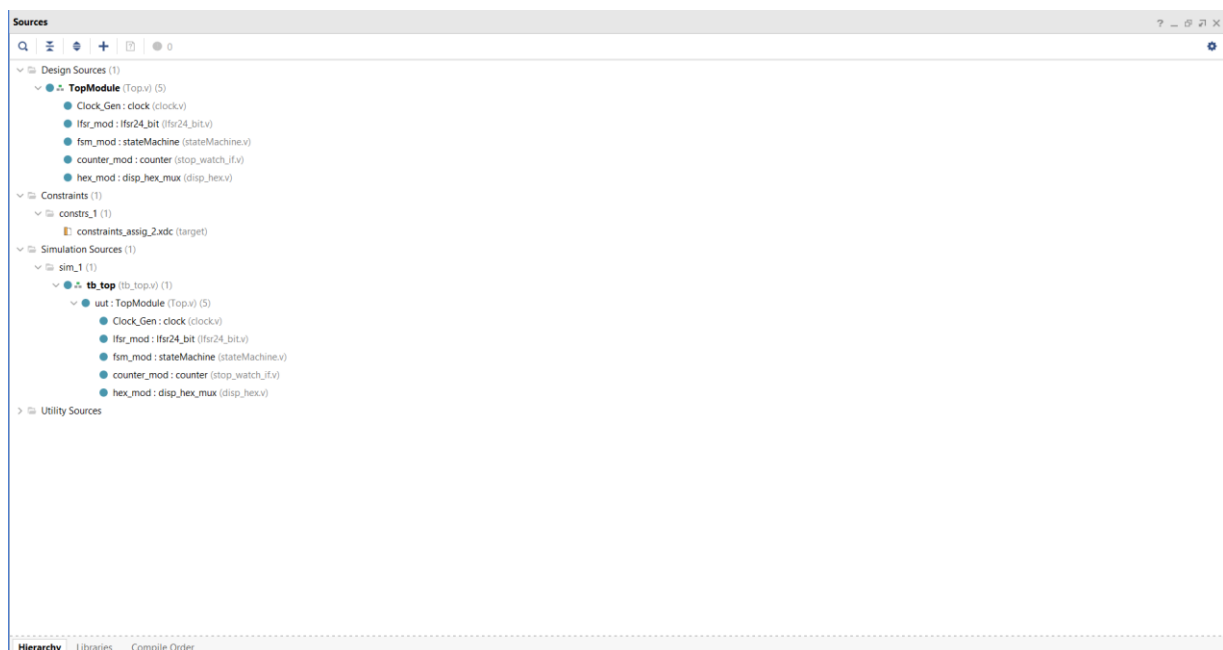 Sources ? _
0
Design Sources (1)
TopModule (Top.v) (5)
Clock_Gen : clock (clock.v)
lfsr_mod : lfsr24_bit (lfsr24_bit.v)
fsm_mod : stateMachine (stateMachine.v)
counter_mod : counter (stop_watch_if.v)
hex_mod : disp_hex_mux (disp_hex.v)
Constraints (1)
constrs_1 (1)
constraints_assig_2.xdc (target)
Simulation Sources (1)
sim_1 (1)
tb_top (tb_top.v) (1)
uut : TopModule (Top.v) (5)
Clock_Gen : clock (clock.v)
lfsr_mod : lfsr24_bit (lfsr24_bit.v)
fsm_mod : stateMachine (stateMachine.v)
counter_mod : counter (stop_watch_if.v)
hex_mod : disp_hex_mux (disp_hex.v)
Utility Sources
Hierarchy Libraries Compile Order